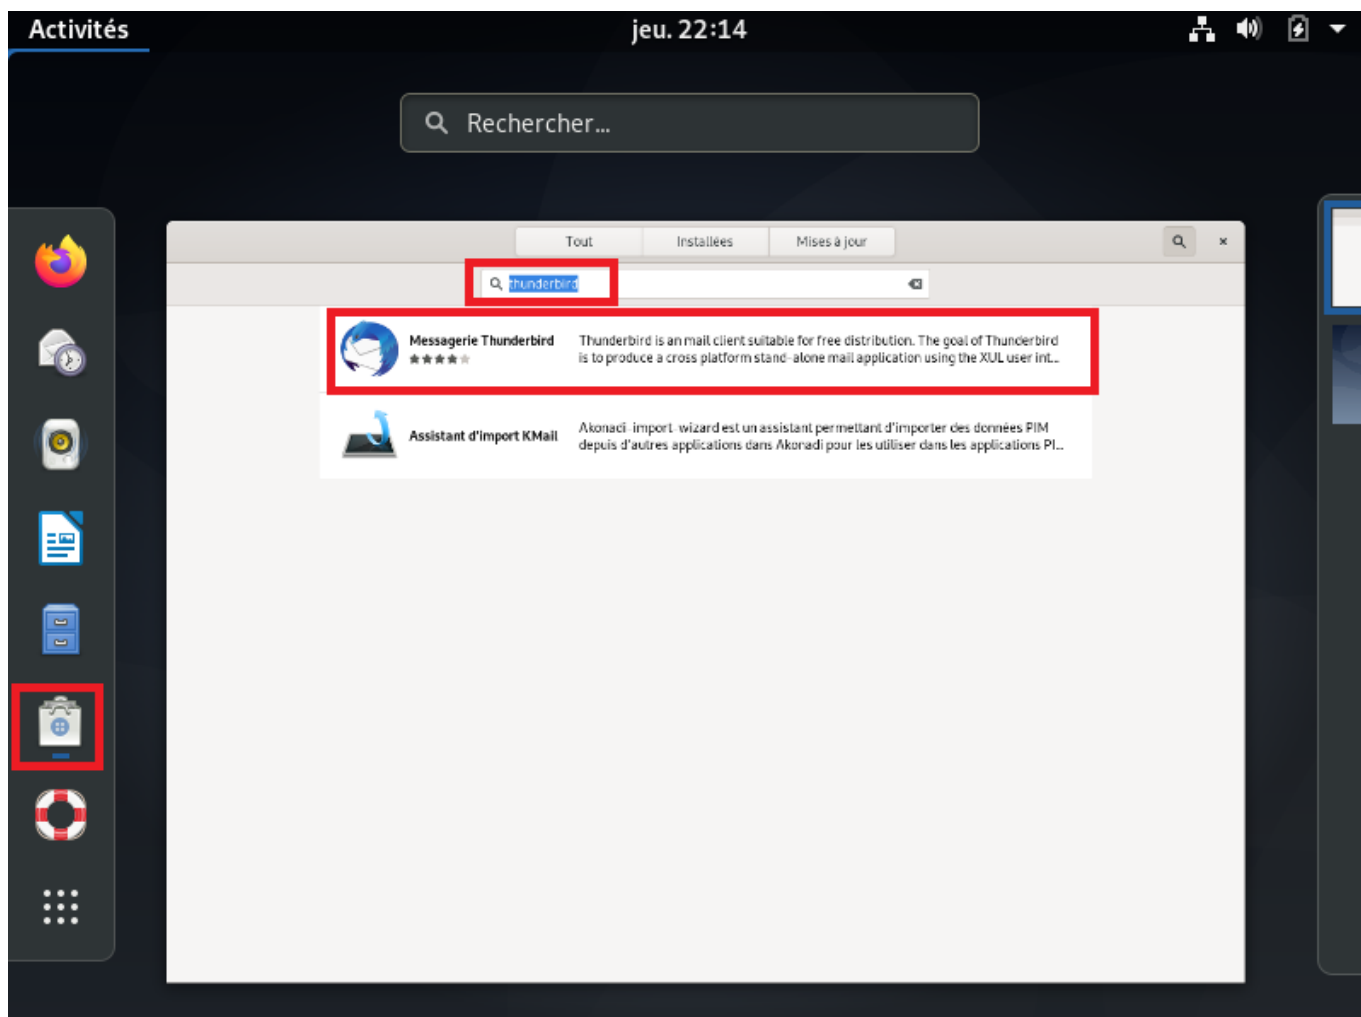 Activités
jeu. 22:14
Rechercher...
Tout
Installées
Mises à jour
thunderbird
Messagerie Thunderbird
Thunderbird is an mail client suitable for free distribution. The goal of Thunderbird
is to produce a cross platform stand-alone mail application using the XUL user int...
Assistant d'import KMail
Akonadi-import-wizard est un assistant permettant d'importer des données PIM
depuis d'autres applications dans Akonadi pour les utiliser dans les applications PI...